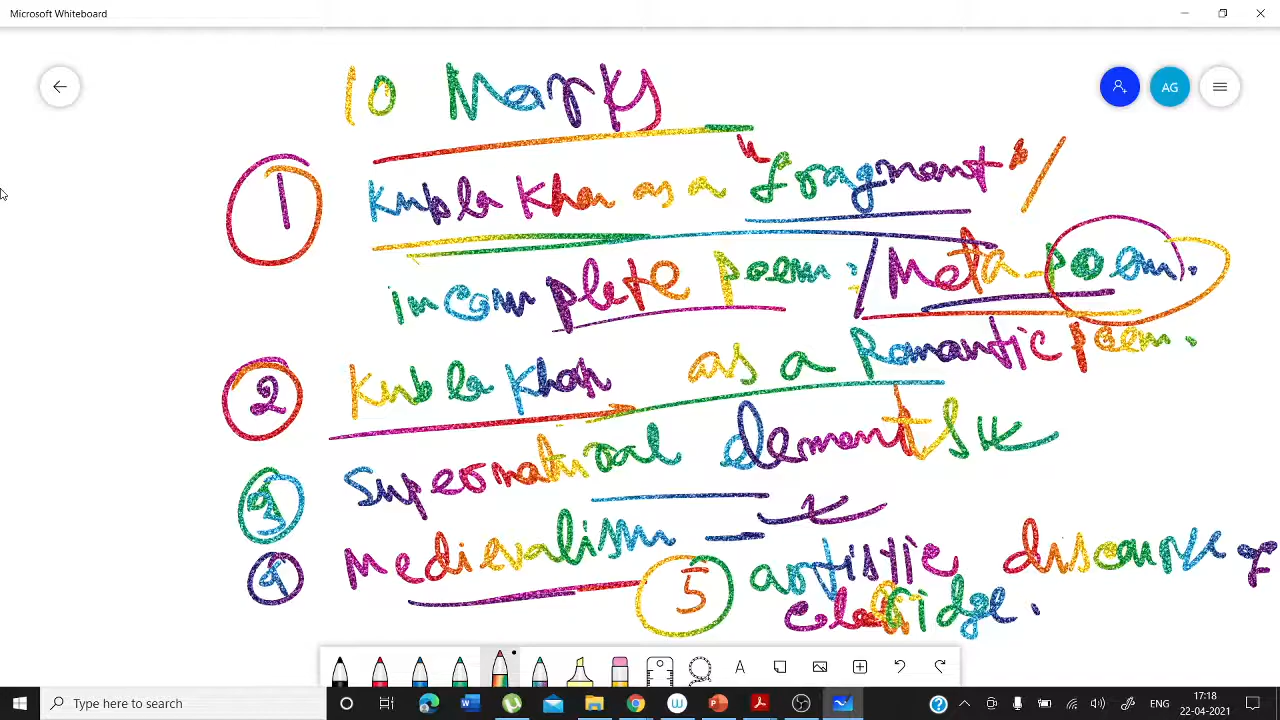 Microsoft Whiteboard
AG
10 Marks
1 Kubla Khan as a "fragment" /
incomplete poem. / Meta-poem.
2 Kubla Khan as a Romantic poem.
3 Supernatural elements
4 Medievalism —
5 artistic discourse of
Coleridge.
A
Type here to search
ENG
17:18
22-04-2021